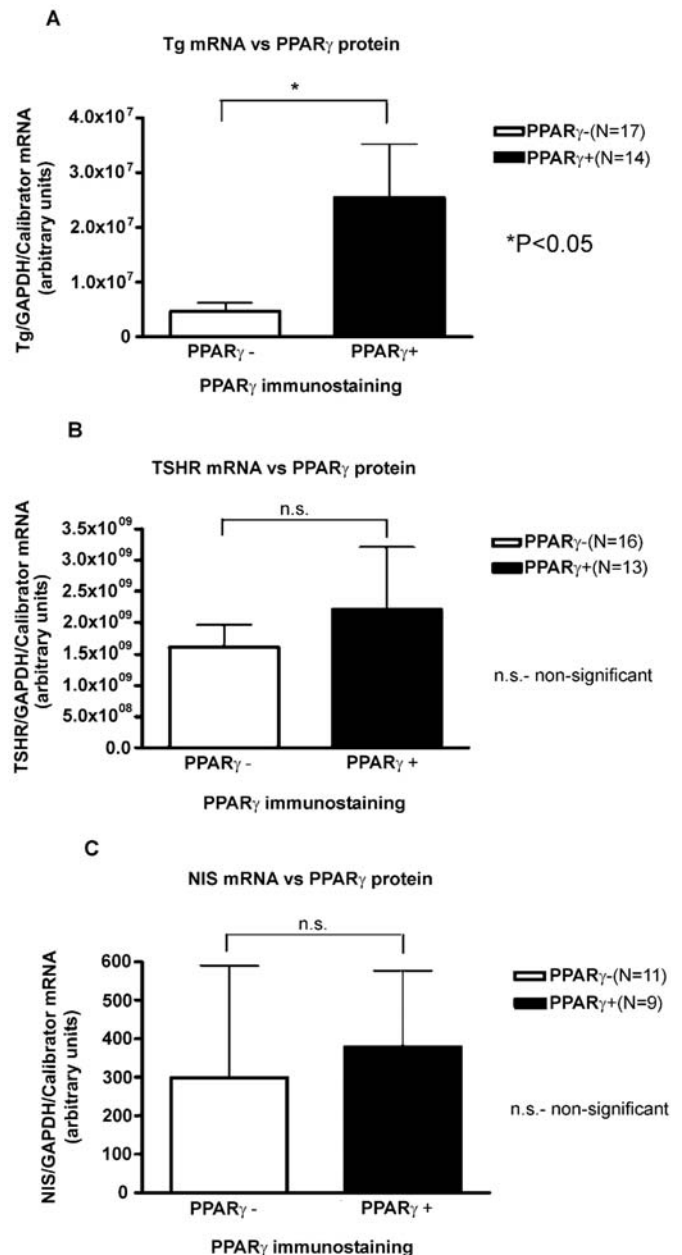 A
Tg mRNA vs PPARγ protein
*
4.0x10⁷
3.0x10⁷
2.0x10⁷
1.0x10⁷
0
Tg/GAPDH/Calibrator mRNA
(arbitrary units)
PPARγ -
PPARγ+
PPARγ immunostaining
PPARγ-(N=17)
PPARγ+(N=14)
*P<0.05
B
TSHR mRNA vs PPARγ protein
n.s.
3.5x10⁰⁹
3.0x10⁰⁹
2.5x10⁰⁹
2.0x10⁰⁹
1.5x10⁰⁹
1.0x10⁰⁹
5.0x10⁰⁸
0.0
TSHR/GAPDH/Calibrator mRNA
(arbitrary units)
PPARγ -
PPARγ +
PPARγ immunostaining
PPARγ-(N=16)
PPARγ+(N=13)
n.s.- non-significant
C
NIS mRNA vs PPARγ protein
n.s.
600
500
400
300
200
100
0
NIS/GAPDH/Calibrator mRNA
(arbitrary units)
PPARγ -
PPARγ +
PPARγ immunostaining
PPARγ-(N=11)
PPARγ+(N=9)
n.s.- non-significant